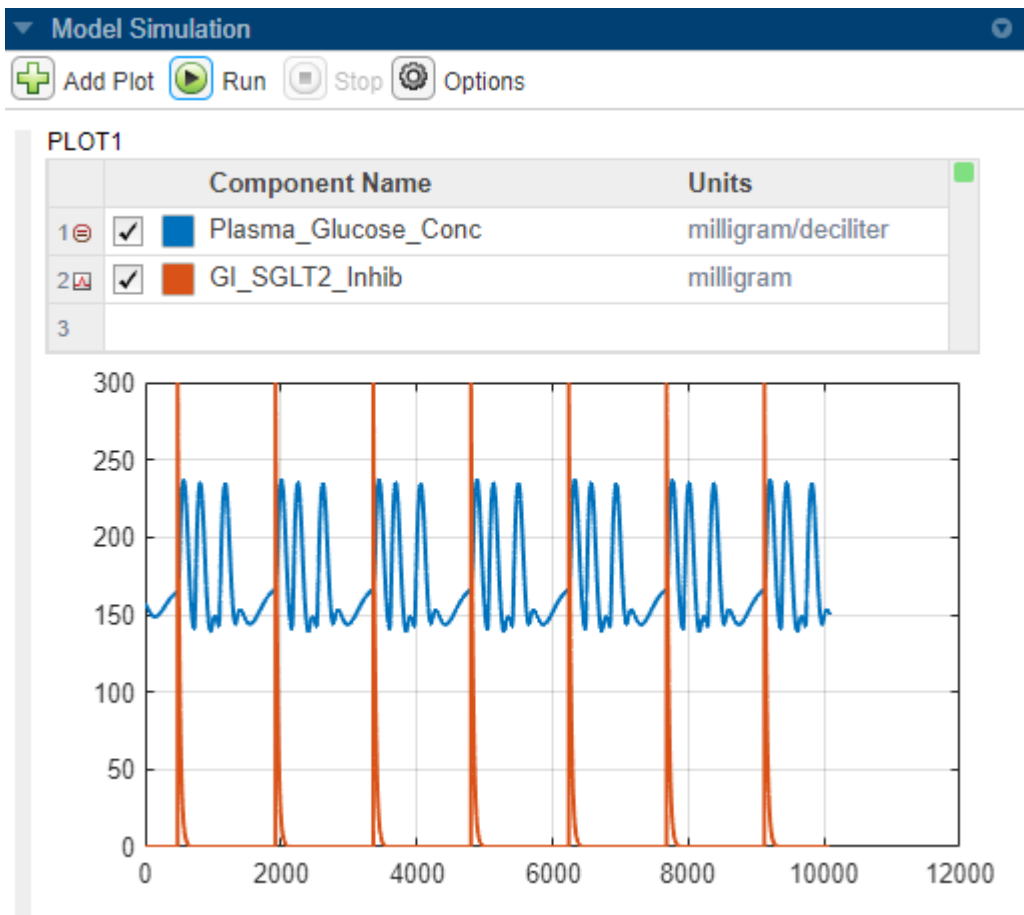 Model Simulation
Add Plot Run Stop Options
PLOT1
Component Name Units
1 Plasma_Glucose_Conc milligram/deciliter
2 GI_SGLT2_Inhib milligram
3
300
250
200
150
100
50
0
0 2000 4000 6000 8000 10000 12000